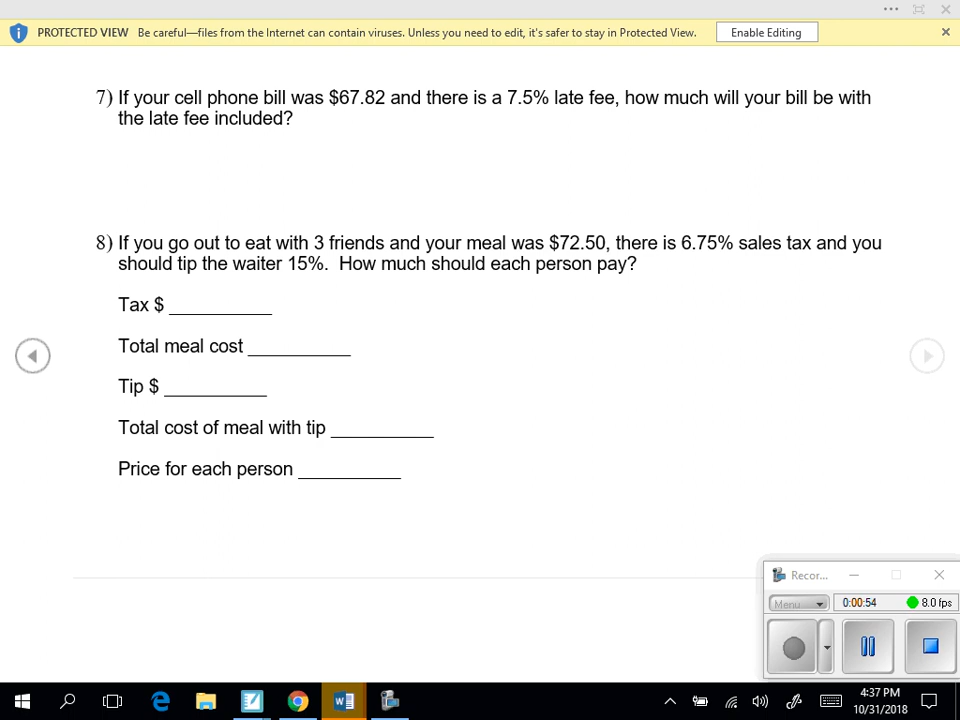 PROTECTED VIEW Be careful—files from the Internet can contain viruses. Unless you need to edit, it's safer to stay in Protected View. Enable Editing
7) If your cell phone bill was $67.82 and there is a 7.5% late fee, how much will your bill be with
the late fee included?
8) If you go out to eat with 3 friends and your meal was $72.50, there is 6.75% sales tax and you
should tip the waiter 15%.  How much should each person pay?
Tax $ __________
Total meal cost __________
Tip $ __________
Total cost of meal with tip __________
Price for each person __________
Recor...
Menu 0:00:54 8.0 fps
4:37 PM
10/31/2018